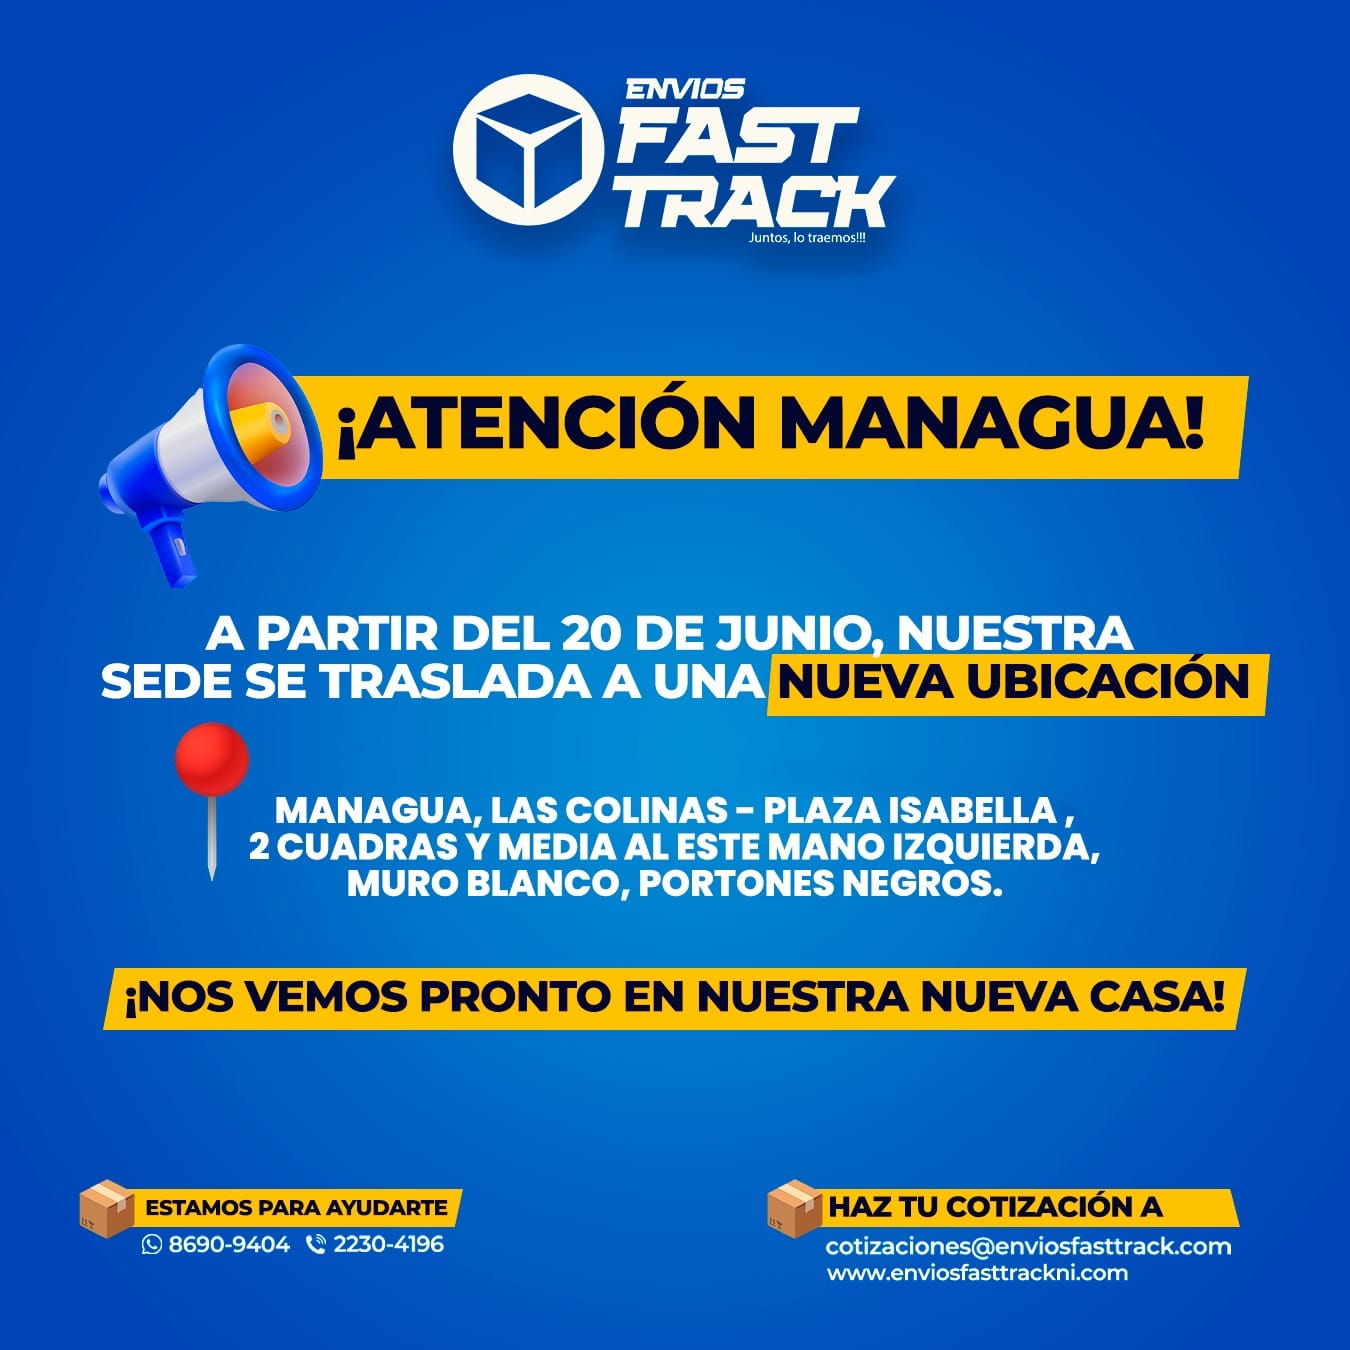 ENVIOS
FAST
TRACK
Juntos, lo traemos!!!
¡ATENCIÓN MANAGUA!
A PARTIR DEL 20 DE JUNIO, NUESTRA
SEDE SE TRASLADA A UNA NUEVA UBICACIÓN
MANAGUA, LAS COLINAS - PLAZA ISABELLA ,
2 CUADRAS Y MEDIA AL ESTE MANO IZQUIERDA,
MURO BLANCO, PORTONES NEGROS.
¡NOS VEMOS PRONTO EN NUESTRA NUEVA CASA!
ESTAMOS PARA AYUDARTE
8690-9404 2230-4196
HAZ TU COTIZACIÓN A
cotizaciones@enviosfasttrack.com
www.enviosfasttrackni.com